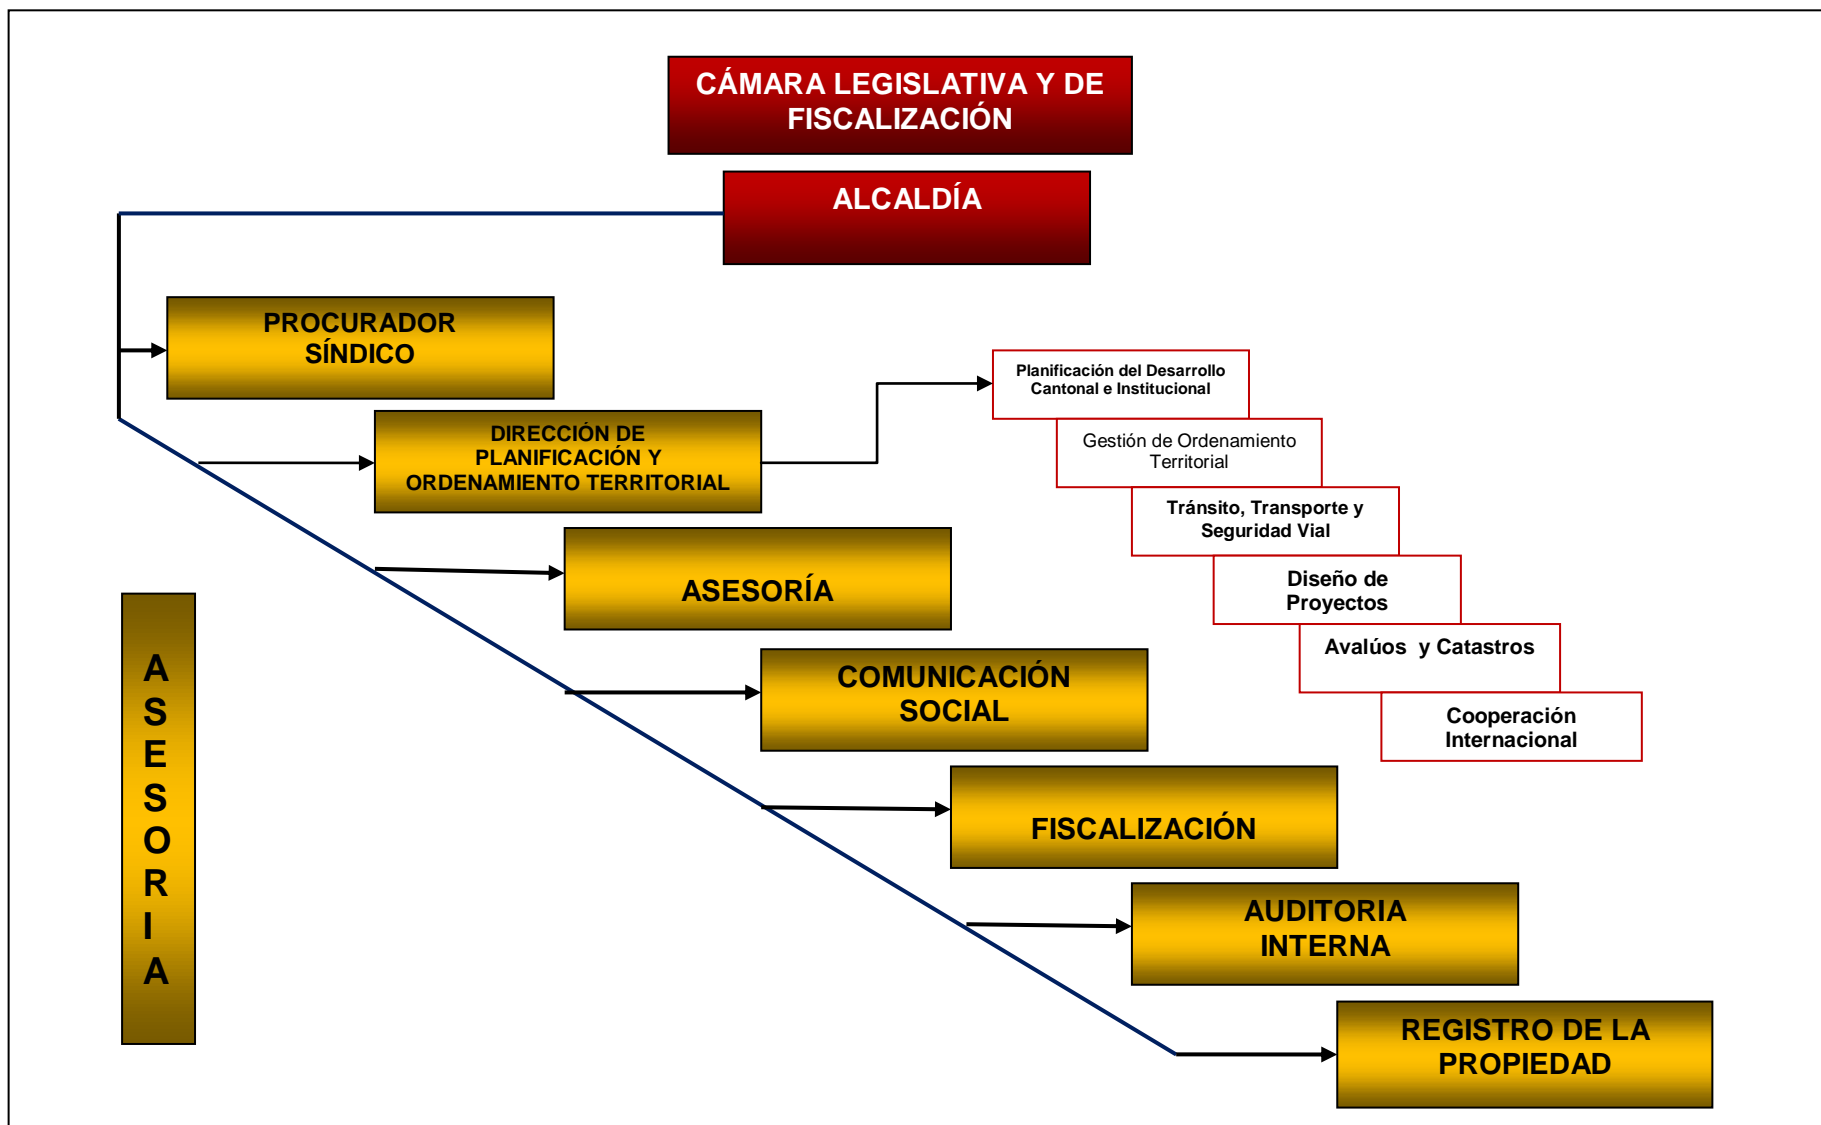 CÁMARA LEGISLATIVA Y DE
FISCALIZACIÓN
ALCALDÍA
PROCURADOR
SÍNDICO
DIRECCIÓN DE
PLANIFICACIÓN Y
ORDENAMIENTO TERRITORIAL
Planificación del Desarrollo
Cantonal e Institucional
Gestión de Ordenamiento
Territorial
Tránsito, Transporte y
Seguridad Vial
Diseño de
Proyectos
Avalúos y Catastros
Cooperación
Internacional
ASESORÍA
COMUNICACIÓN
SOCIAL
FISCALIZACIÓN
AUDITORIA
INTERNA
REGISTRO DE LA
PROPIEDAD
A
S
E
S
O
R
I
A